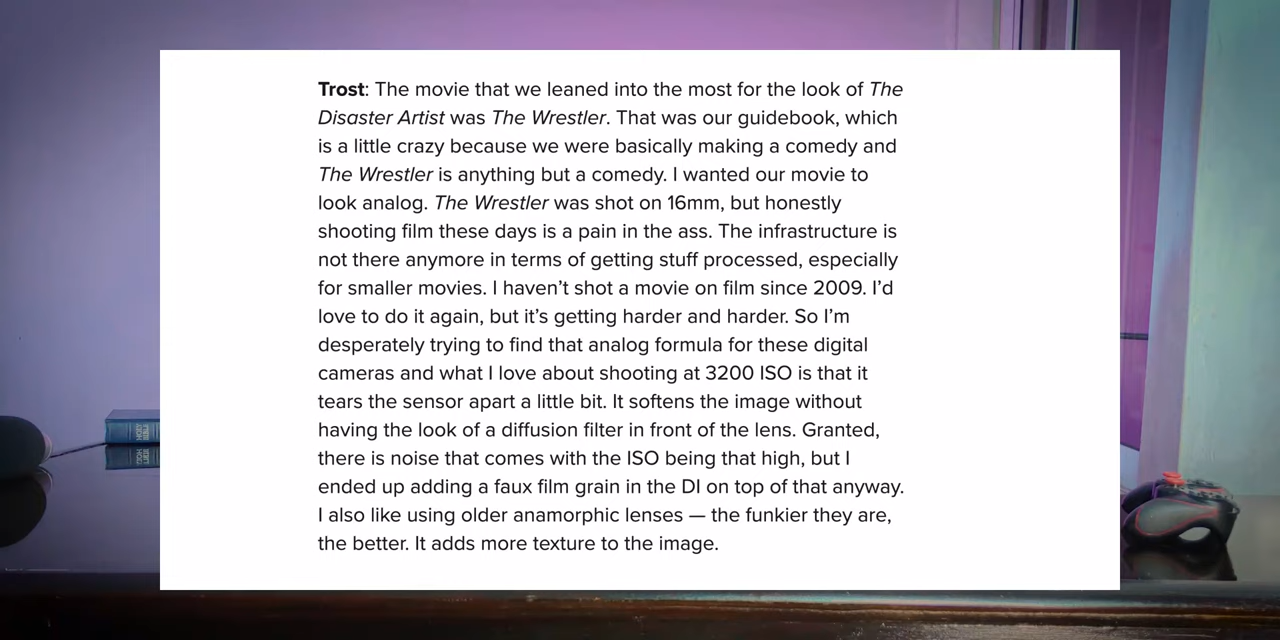 Trost: The movie that we leaned into the most for the look of The
Disaster Artist was The Wrestler. That was our guidebook, which
is a little crazy because we were basically making a comedy and
The Wrestler is anything but a comedy. I wanted our movie to
look analog. The Wrestler was shot on 16mm, but honestly
shooting film these days is a pain in the ass. The infrastructure is
not there anymore in terms of getting stuff processed, especially
for smaller movies. I haven’t shot a movie on film since 2009. I’d
love to do it again, but it’s getting harder and harder. So I’m
desperately trying to find that analog formula for these digital
cameras and what I love about shooting at 3200 ISO is that it
tears the sensor apart a little bit. It softens the image without
having the look of a diffusion filter in front of the lens. Granted,
there is noise that comes with the ISO being that high, but I
ended up adding a faux film grain in the DI on top of that anyway.
I also like using older anamorphic lenses — the funkier they are,
the better. It adds more texture to the image.